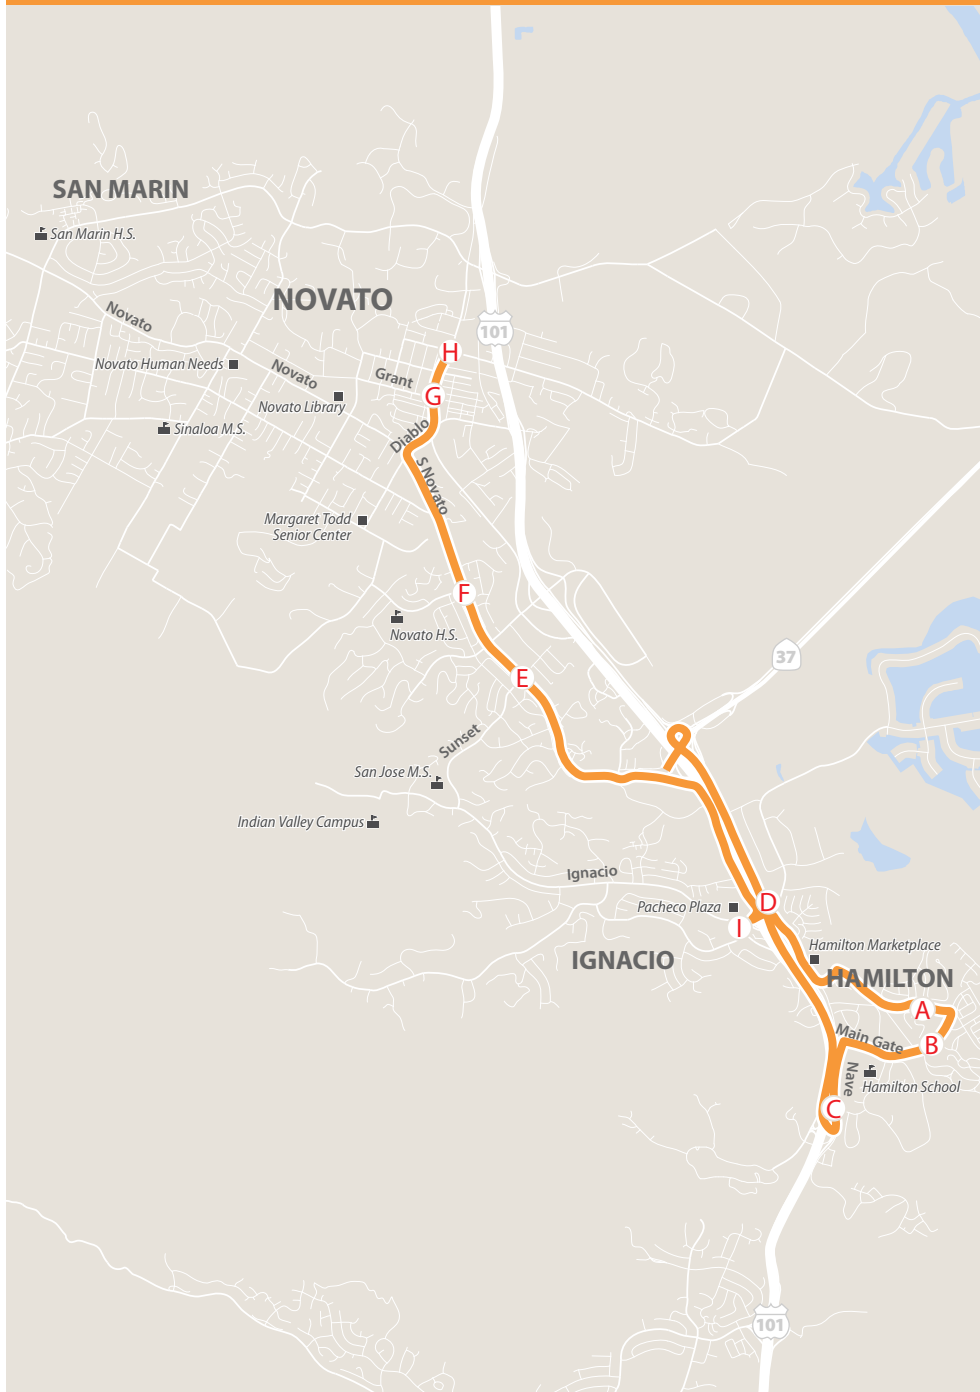 SAN MARIN
San Marin H.S.
NOVATO
Novato
101
H
Novato Human Needs
Novato
Grant
G
Novato Library
Sinaloa M.S.
Diablo
S Novato
Margaret Todd
Senior Center
F
Novato H.S.
37
E
Sunset
San Jose M.S.
Indian Valley Campus
Ignacio
Pacheco Plaza
D
I
Hamilton Marketplace
IGNACIO
HAMILTON
A
Main Gate
B
Nave
Hamilton School
C
101